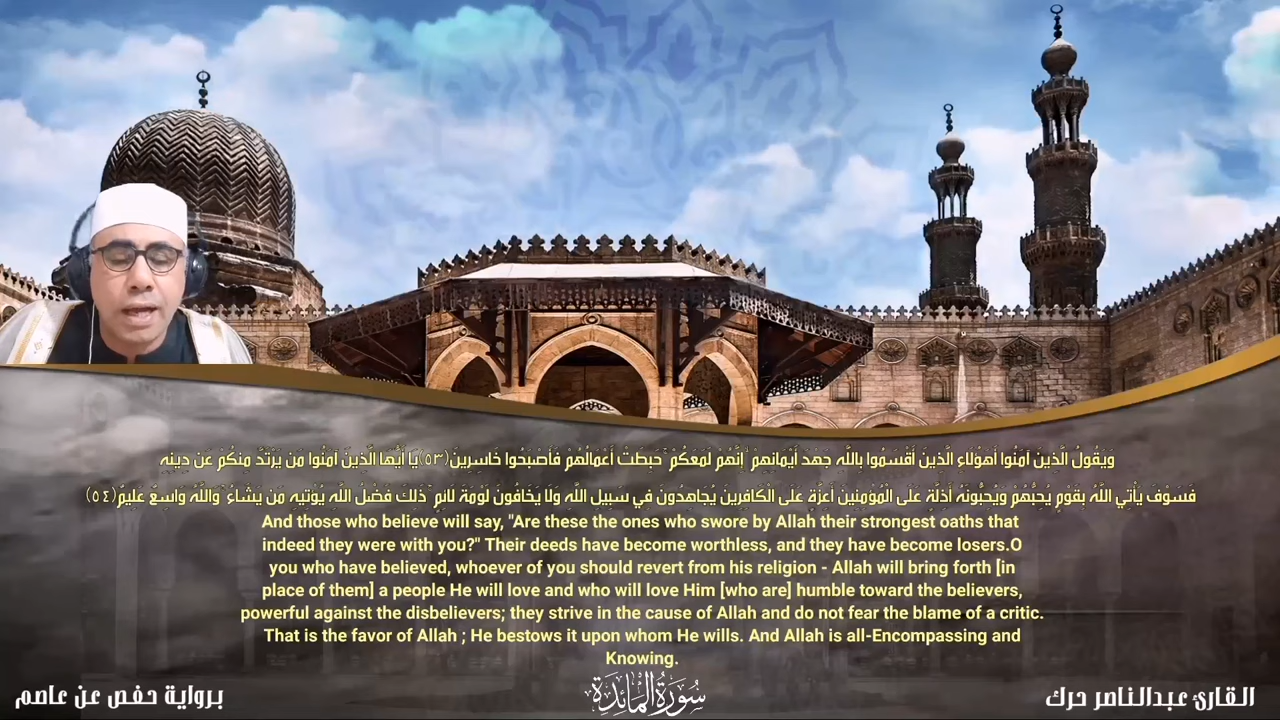 وَيَقُولُ الَّذِينَ آمَنُوا أَهَؤُلَاءِ الَّذِينَ أَقْسَمُوا بِاللَّهِ جَهْدَ أَيْمَانِهِمْ ۙ إِنَّهُمْ لَمَعَكُمْ ۚ حَبِطَتْ أَعْمَالُهُمْ فَأَصْبَحُوا خَاسِرِينَ(٥٣)يَا أَيُّهَا الَّذِينَ آمَنُوا مَن يَرْتَدَّ مِنكُمْ عَن دِينِهِ
فَسَوْفَ يَأْتِي اللَّهُ بِقَوْمٍ يُحِبُّهُمْ وَيُحِبُّونَهُ أَذِلَّةٍ عَلَى الْمُؤْمِنِينَ أَعِزَّةٍ عَلَى الْكَافِرِينَ يُجَاهِدُونَ فِي سَبِيلِ اللَّهِ وَلَا يَخَافُونَ لَوْمَةَ لَائِمٍ ۚ ذَٰلِكَ فَضْلُ اللَّهِ يُؤْتِيهِ مَن يَشَاءُ ۚ وَاللَّهُ وَاسِعٌ عَلِيمٌ(٥٤)
And those who believe will say, "Are these the ones who swore by Allah their strongest oaths that
indeed they were with you?" Their deeds have become worthless, and they have become losers.O
you who have believed, whoever of you should revert from his religion - Allah will bring forth [in
place of them] a people He will love and who will love Him [who are] humble toward the believers,
powerful against the disbelievers; they strive in the cause of Allah and do not fear the blame of a critic.
That is the favor of Allah ; He bestows it upon whom He wills. And Allah is all-Encompassing and
Knowing.
القارئ عبدالناصر حرك
سُورَةُ المَائِدَةِ
برواية حفص عن عاصم